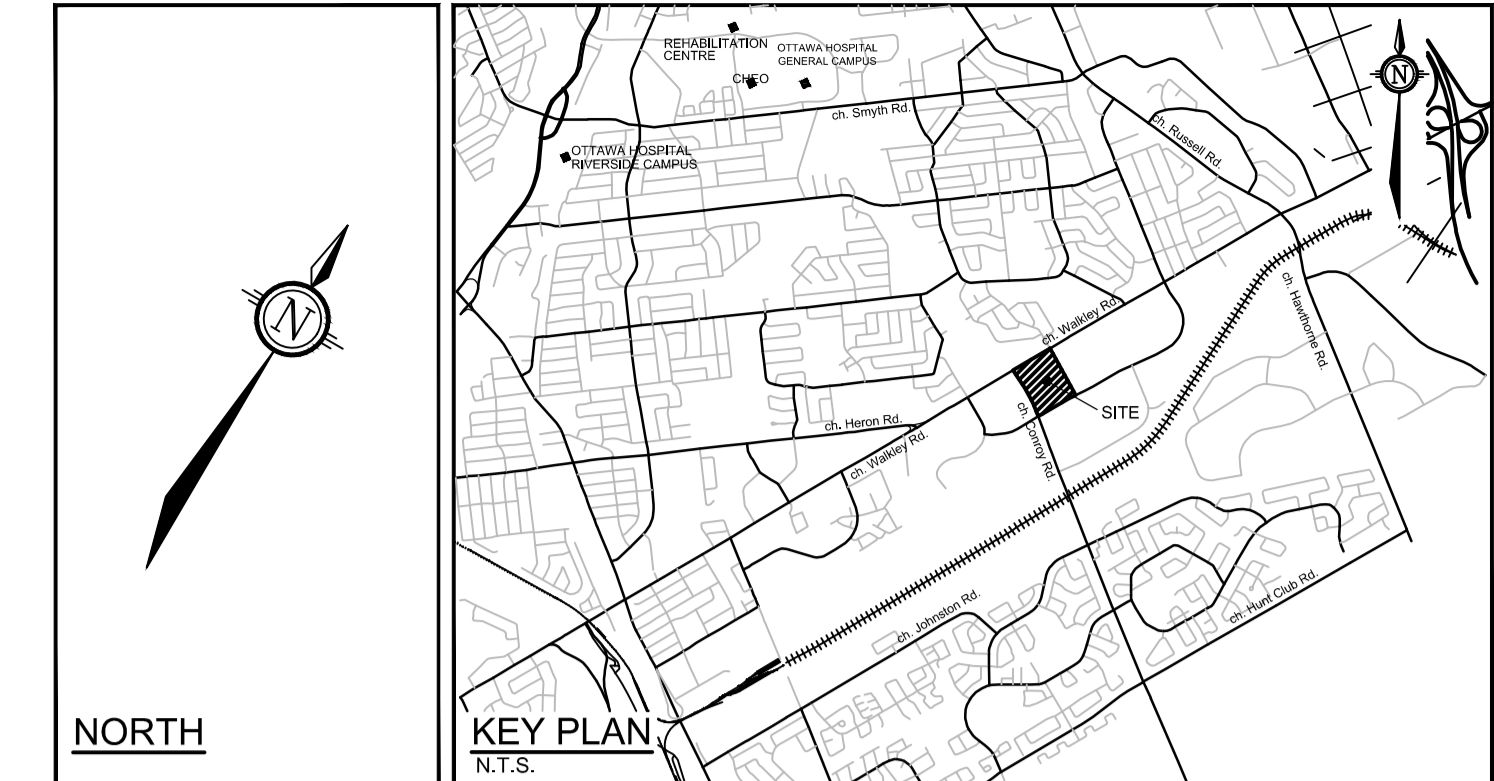 N
NORTH
REHABILITATION
CENTRE
CHEO
OTTAWA HOSPITAL
GENERAL CAMPUS
ch. Smyth Rd.
N
ch. Russell Rd.
OTTAWA HOSPITAL
RIVERSIDE CAMPUS
ch. Walkley Rd.
ch. Hawthorne Rd.
SITE
ch. Conroy Rd.
ch. Heron Rd.
ch. Walkley Rd.
ch. Johnston Rd.
ch. Hunt Club Rd.
KEY PLAN
N.T.S.